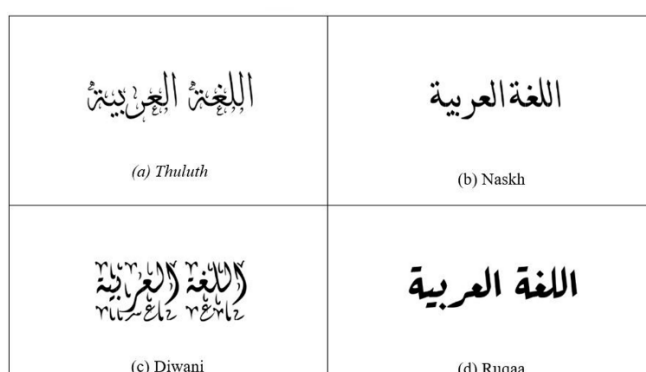 اللغة العربية
(a) Thuluth
اللغة العربية
(b) Naskh
اللغة العربية
(c) Diwani
اللغة العربية
(d) Ruqaa